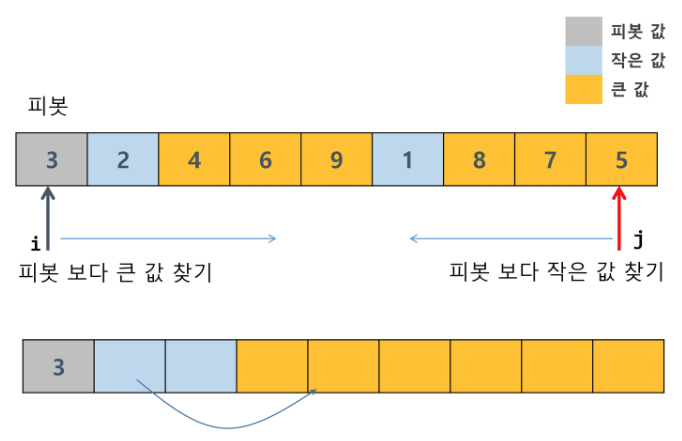 피봇 값
작은 값
큰 값
피봇
3 2 4 6 9 1 8 7 5
i j
피봇 보다 큰 값 찾기 피봇 보다 작은 값 찾기
3